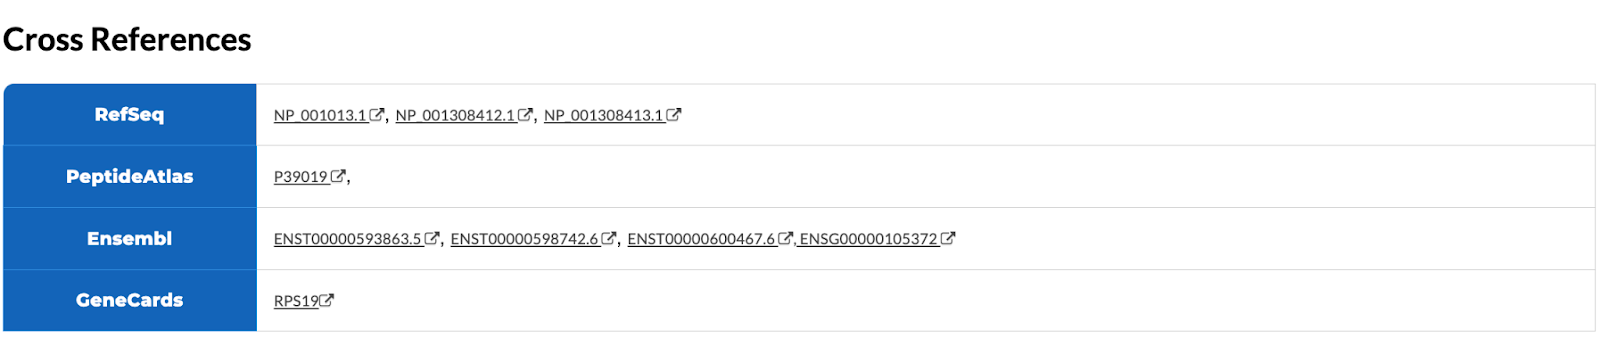 Cross References
RefSeq NP_001013.1, NP_001308412.1, NP_001308413.1
PeptideAtlas P39019,
Ensembl ENST00000593863.5, ENST00000598742.6, ENST00000600467.6, ENSG00000105372
GeneCards RPS19